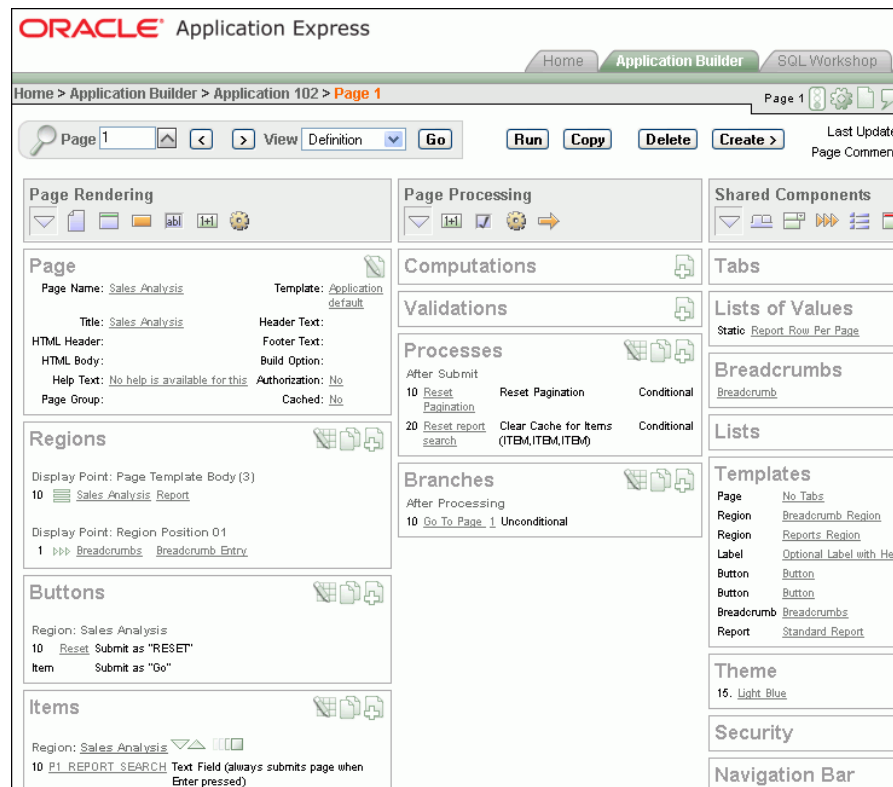 ORACLE Application Express
Home Application Builder SQL Workshop
Home > Application Builder > Application 102 > Page 1
Page 1
Page 1 < > View Definition Go Run Copy Delete Create >
Last Update
Page Commen
Page Rendering
abl 1+1
Page
Page Name: Sales Analysis
Template: Application default
Title: Sales Analysis
Header Text:
HTML Header:
Footer Text:
HTML Body:
Build Option:
Help Text: No help is available for this
Authorization: No
Page Group:
Cached: No
Regions
Display Point: Page Template Body (3)
10 Sales Analysis Report
Display Point: Region Position 01
1 Breadcrumbs Breadcrumb Entry
Buttons
Region: Sales Analysis
10 Reset Submit as "RESET"
Item Submit as "Go"
Items
Region: Sales Analysis
10 P1_REPORT_SEARCH Text Field (always submits page when
Enter pressed)
Page Processing
1+1
Computations
Validations
Processes
After Submit
10 Reset Pagination Reset Pagination Conditional
20 Reset report search Clear Cache for Items (ITEM,ITEM,ITEM) Conditional
Branches
After Processing
10 Go To Page 1 Unconditional
Shared Components
Tabs
Lists of Values
Static Report Row Per Page
Breadcrumbs
Breadcrumb
Lists
Templates
Page No Tabs
Region Breadcrumb Region
Region Reports Region
Label Optional Label with He
Button Button
Button Button
Breadcrumb Breadcrumbs
Report Standard Report
Theme
15. Light Blue
Security
Navigation Bar